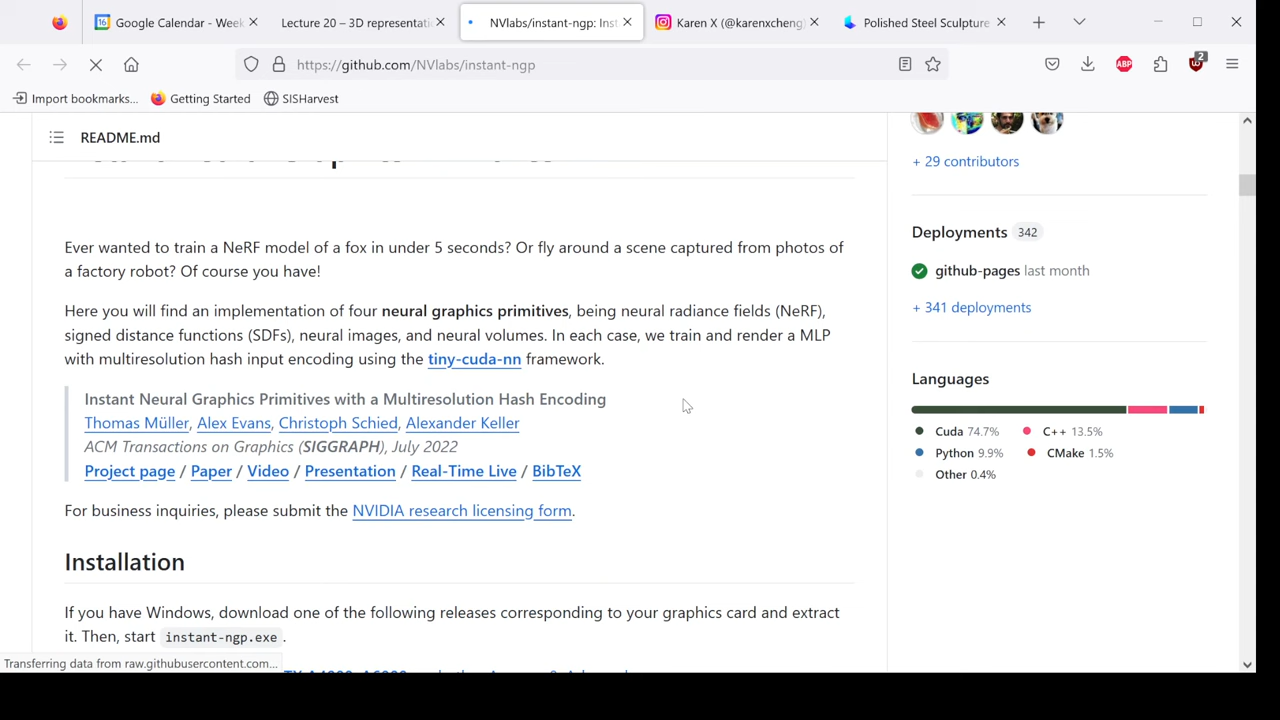 Google Calendar - Week
Lecture 20 – 3D representati
NVlabs/instant-ngp: Inst
Karen X (@karenxcheng)
Polished Steel Sculpture
https://github.com/NVlabs/instant-ngp
ABP
2
Import bookmarks...
Getting Started
SISHarvest
README.md
+ 29 contributors
Ever wanted to train a NeRF model of a fox in under 5 seconds? Or fly around a scene captured from photos of
a factory robot? Of course you have!
Deployments 342
github-pages last month
+ 341 deployments
Here you will find an implementation of four neural graphics primitives, being neural radiance fields (NeRF),
signed distance functions (SDFs), neural images, and neural volumes. In each case, we train and render a MLP
with multiresolution hash input encoding using the tiny-cuda-nn framework.
Languages
Cuda 74.7%
C++ 13.5%
Python 9.9%
CMake 1.5%
Other 0.4%
Instant Neural Graphics Primitives with a Multiresolution Hash Encoding
Thomas Müller, Alex Evans, Christoph Schied, Alexander Keller
ACM Transactions on Graphics (SIGGRAPH), July 2022
Project page / Paper / Video / Presentation / Real-Time Live / BibTeX
For business inquiries, please submit the NVIDIA research licensing form.
Installation
If you have Windows, download one of the following releases corresponding to your graphics card and extract
it. Then, start instant-ngp.exe.
Transferring data from raw.githubusercontent.com...